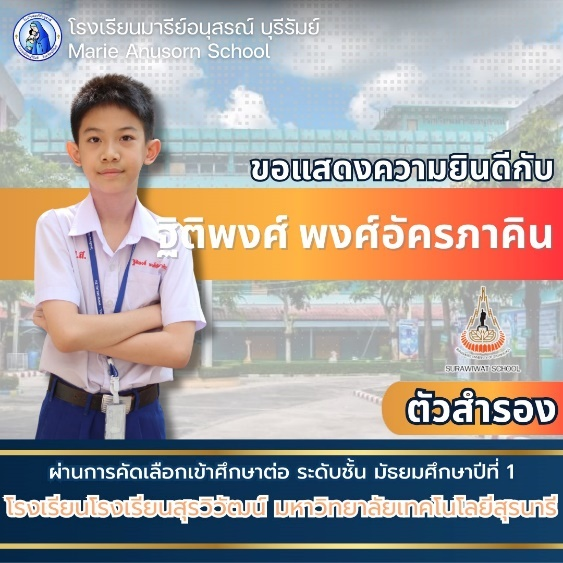 โรงเรียนมารีย์อนุสรณ์ บุรีรัมย์
Marie Anusorn School
ขอแสดงความยินดีกับ
ฐิติพงศ์ พงศ์อัครภาคิน
SURAWIWAT SCHOOL
ตัวสำรอง
ผ่านการคัดเลือกเข้าศึกษาต่อ ระดับชั้น มัธยมศึกษาปีที่ 1
โรงเรียนโรงเรียนสุรวิวัฒน์ มหาวิทยาลัยเทคโนโลยีสุรนารี